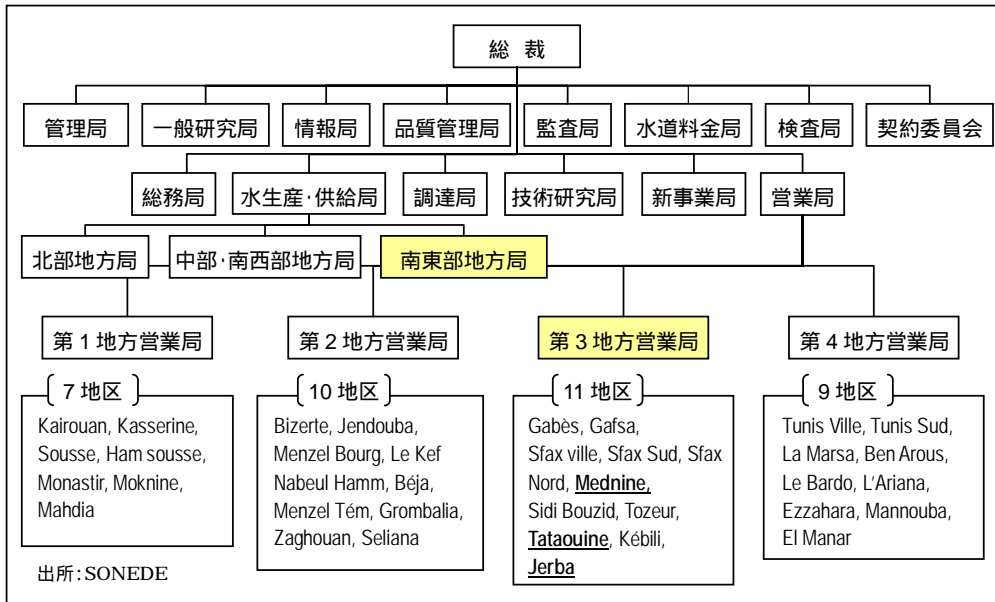 総 裁
管理局
一般研究局
情報局
品質管理局
監査局
水道料金局
検査局
契約委員会
総務局
水生産・供給局
調達局
技術研究局
新事業局
営業局
北部地方局
中部・南西部地方局
南東部地方局
第1地方営業局
第2地方営業局
第3地方営業局
第4地方営業局
7 地区
Kairouan, Kasserine,
Sousse, Ham sousse,
Monastir, Moknine,
Mahdia
10 地区
Bizerte, Jendouba,
Menzel Bourg, Le Kef
Nabeul Hamm, Béja,
Menzel Tém, Grombalia,
Zaghouan, Seliana
11 地区
Gabès, Gafsa,
Sfax ville, Sfax Sud, Sfax
Nord, Mednine,
Sidi Bouzid, Tozeur,
Tataouine, Kébili,
Jerba
9 地区
Tunis Ville, Tunis Sud,
La Marsa, Ben Arous,
Le Bardo, L'Ariana,
Ezzahara, Mannouba,
El Manar
出所：SONEDE